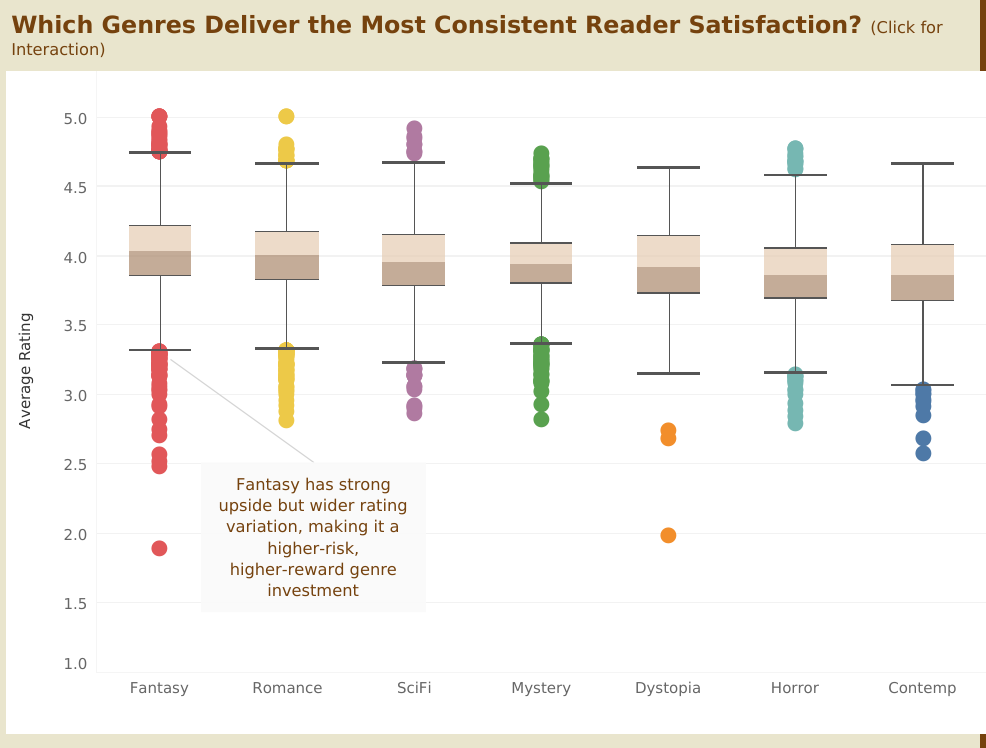 Which Genres Deliver the Most Consistent Reader Satisfaction? (Click for
Interaction)
5.0
4.5
4.0
3.5
3.0
2.5
2.0
1.5
1.0
Average Rating
Fantasy has strong
upside but wider rating
variation, making it a
higher-risk,
higher-reward genre
investment
Fantasy Romance SciFi Mystery Dystopia Horror Contemp